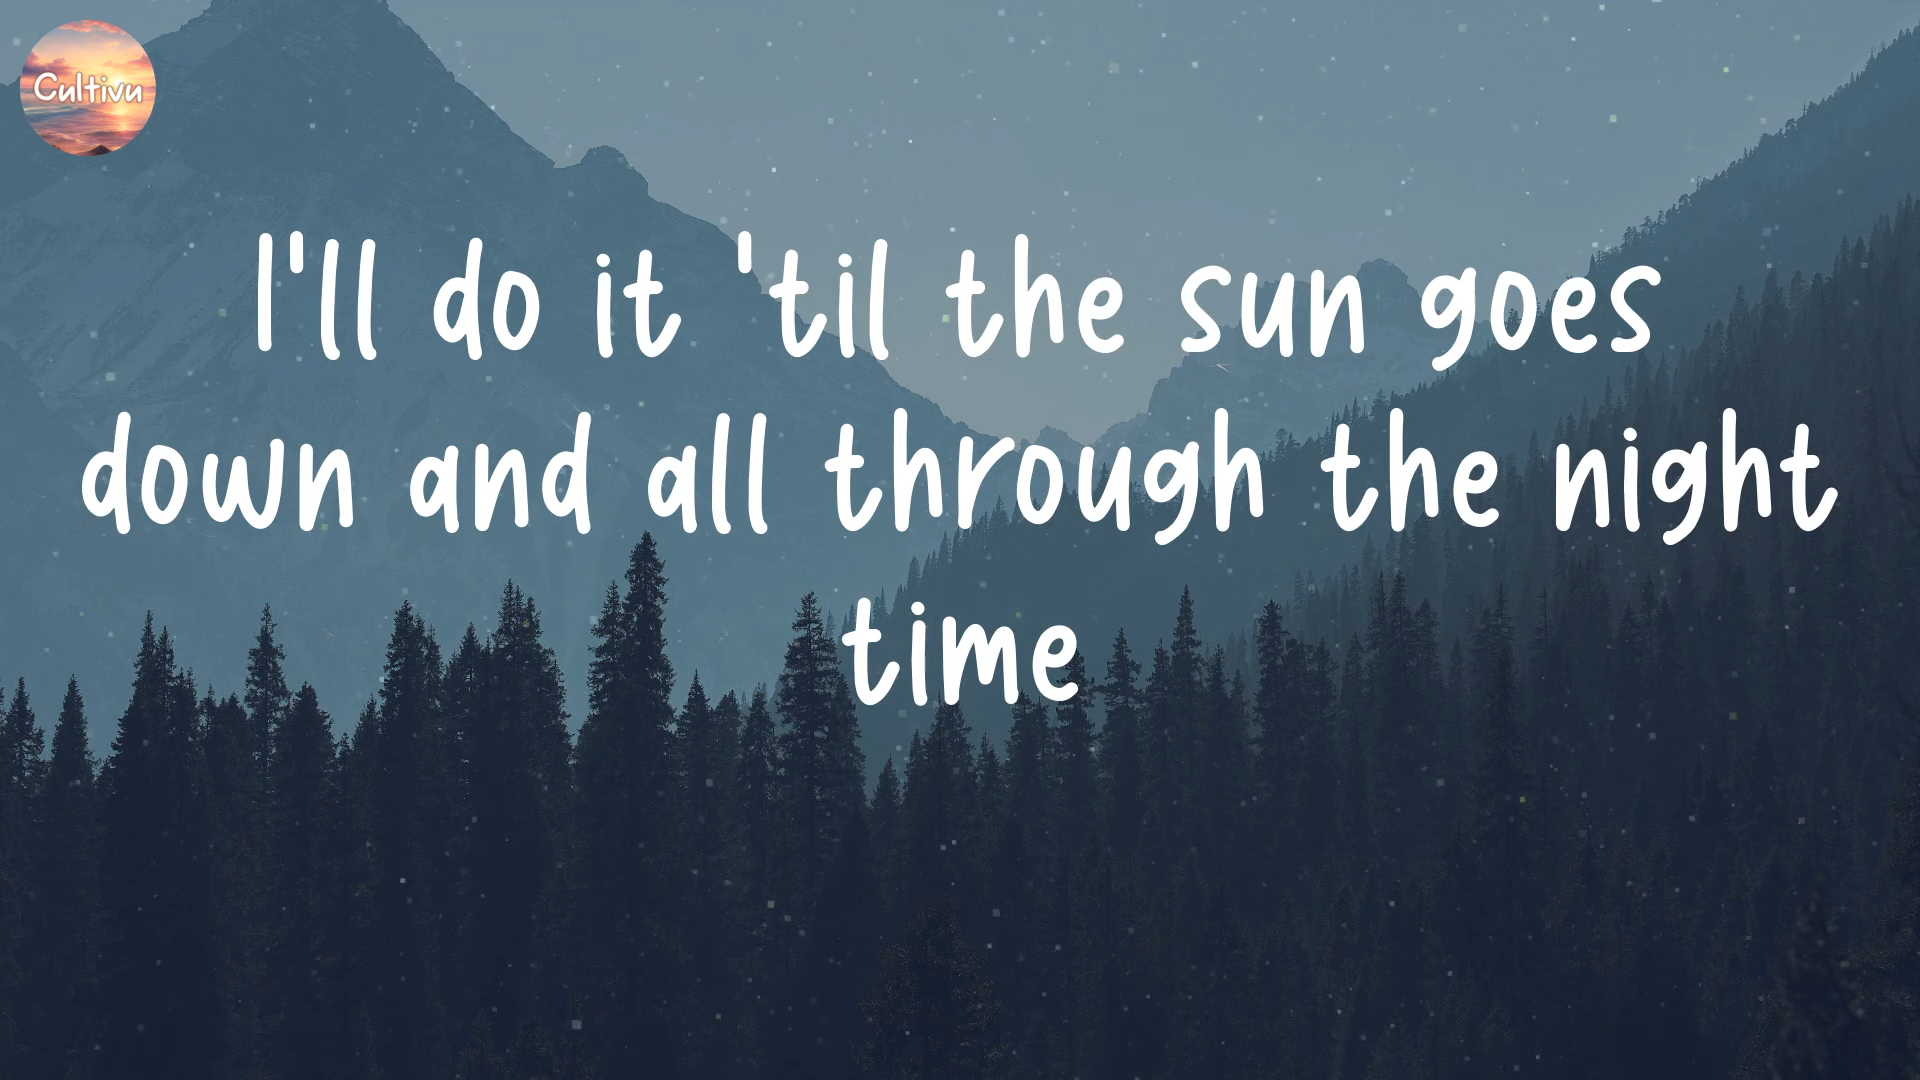 Cultivu
I'll do it 'til the sun goes
down and all through the night
time